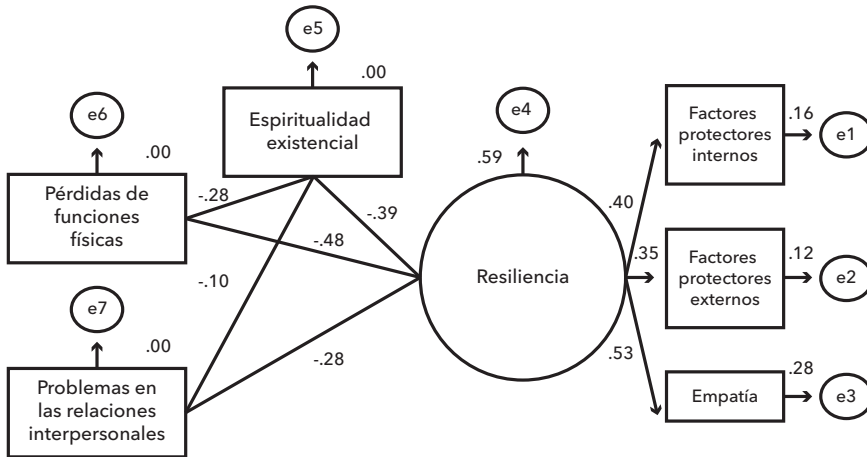 e5
.00
Espiritualidad
existencial
e6
.00
Pérdidas de
funciones
físicas
-.28
-.39
-.48
-.10
-.28
e7
.00
Problemas en
las relaciones
interpersonales
e4
.59
Resiliencia
.40
.35
.53
Factores
protectores
internos
.16
e1
Factores
protectores
externos
.12
e2
Empatía
.28
e3